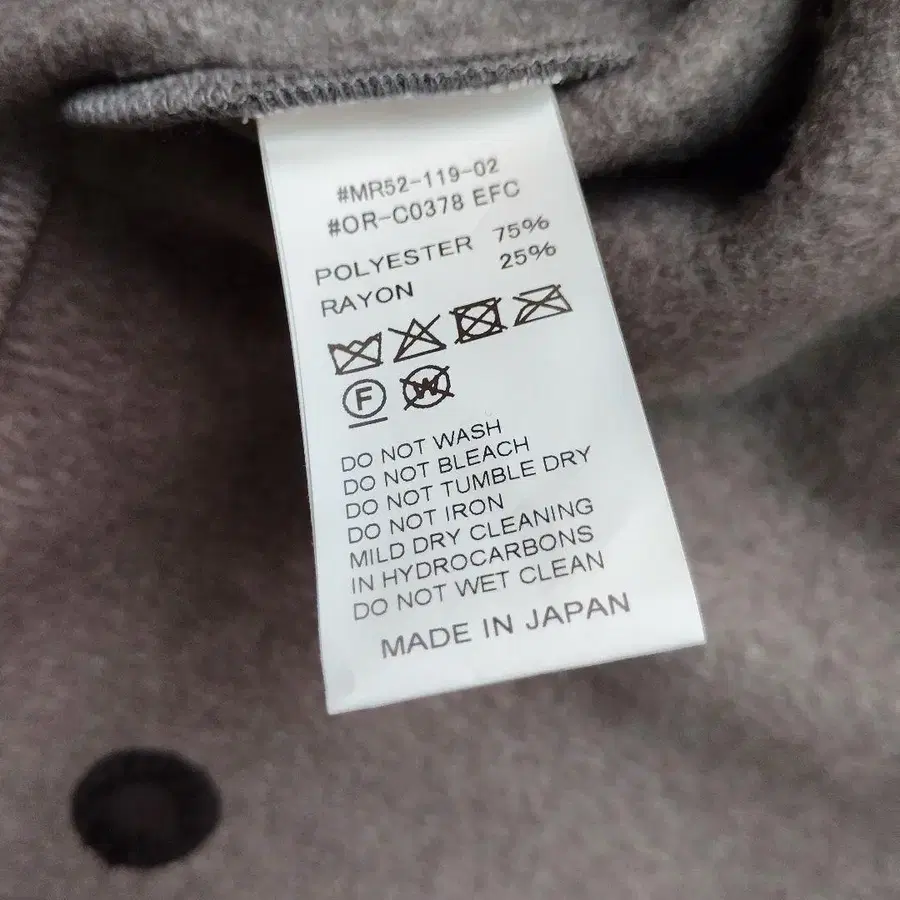 #MR52-119-02
#OR-C0378 EFC
POLYESTER 75%
RAYON 25%
F W
DO NOT WASH
DO NOT BLEACH
DO NOT TUMBLE DRY
DO NOT IRON
MILD DRY CLEANING
IN HYDROCARBONS
DO NOT WET CLEAN
MADE IN JAPAN